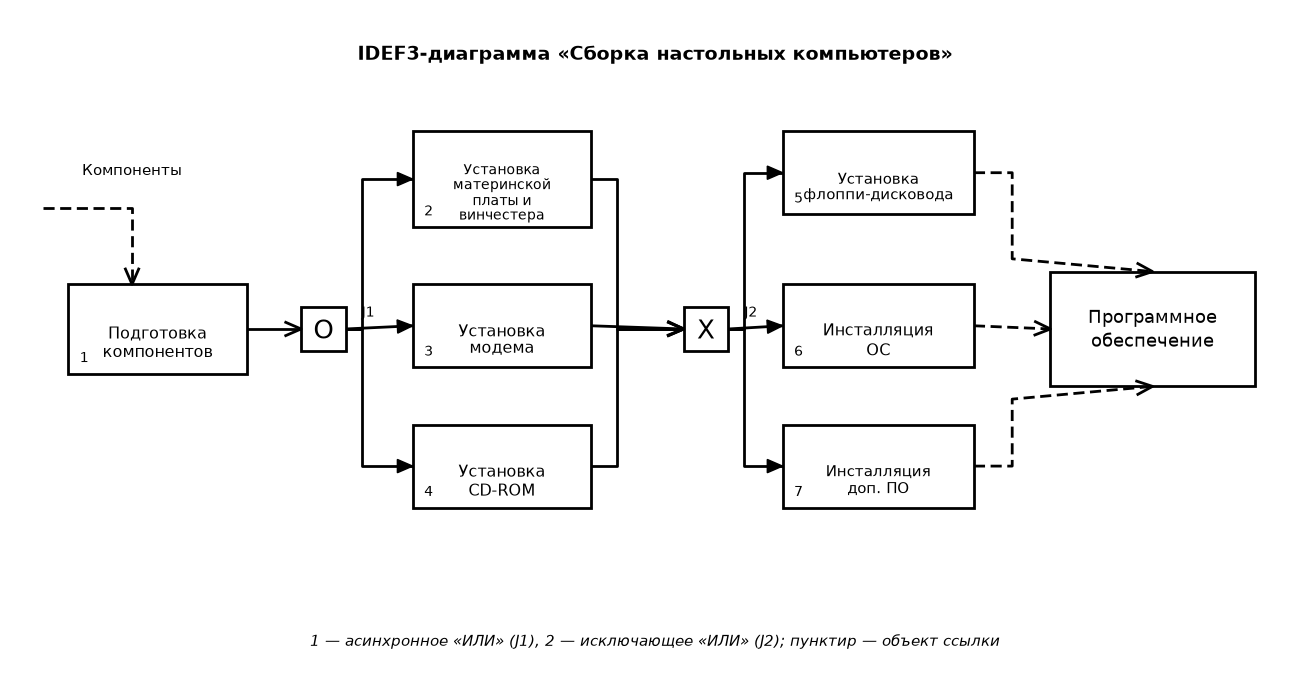 IDEF3-диаграмма «Сборка настольных компьютеров»
Компоненты
Подготовка
компонентов
1
O
J1
Установка
материнской
платы и
винчестера
2
Установка
модема
3
Установка
CD-ROM
4
X
J2
Установка
флоппи-дисковода
5
Инсталляция
ОС
6
Инсталляция
доп. ПО
7
Программное
обеспечение
1 — асинхронное «ИЛИ» (J1), 2 — исключающее «ИЛИ» (J2); пунктир — объект ссылки